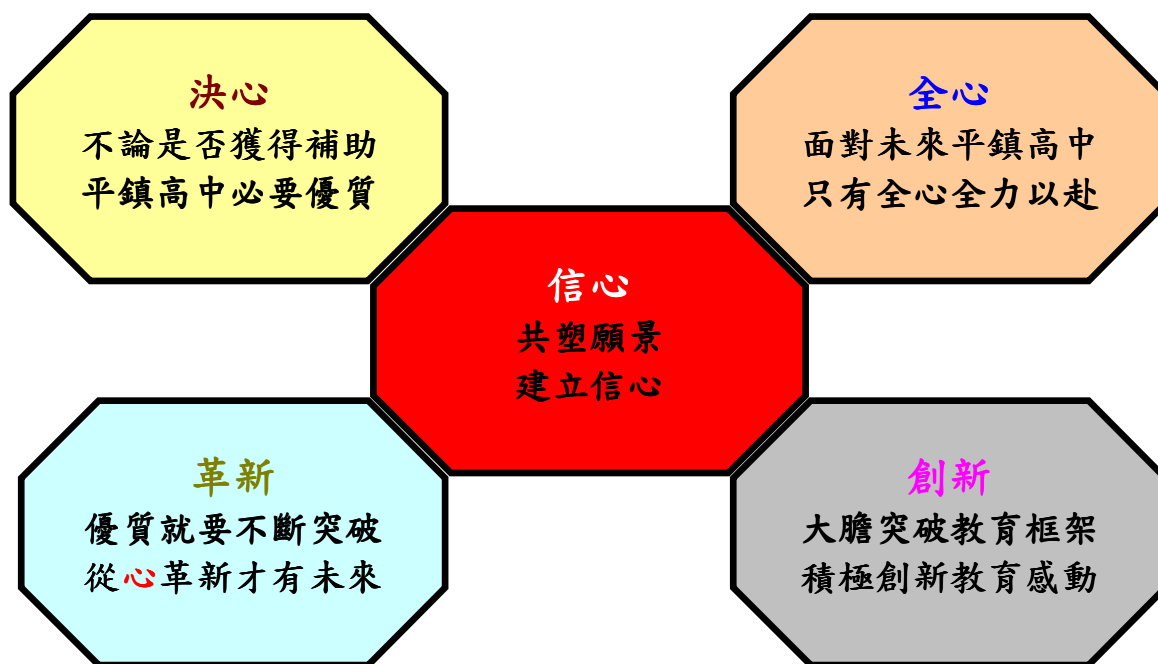 決心
不論是否獲得補助
平鎮高中必要優質
全心
面對未來平鎮高中
只有全心全力以赴
信心
共塑願景
建立信心
革新
優質就要不斷突破
從心革新才有未來
創新
大膽突破教育框架
積極創新教育感動